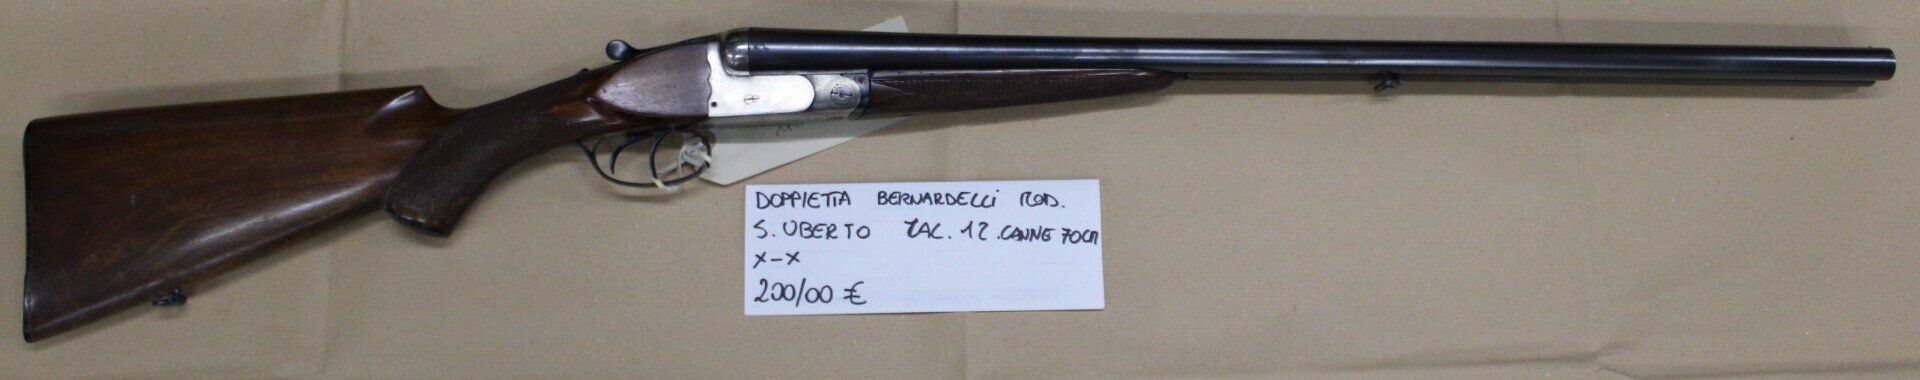 DOPPIETTA BERNARDELLI MOD.
S. UBERTO CAL. 12 .CANNE 70CM
X-X
200/00 €